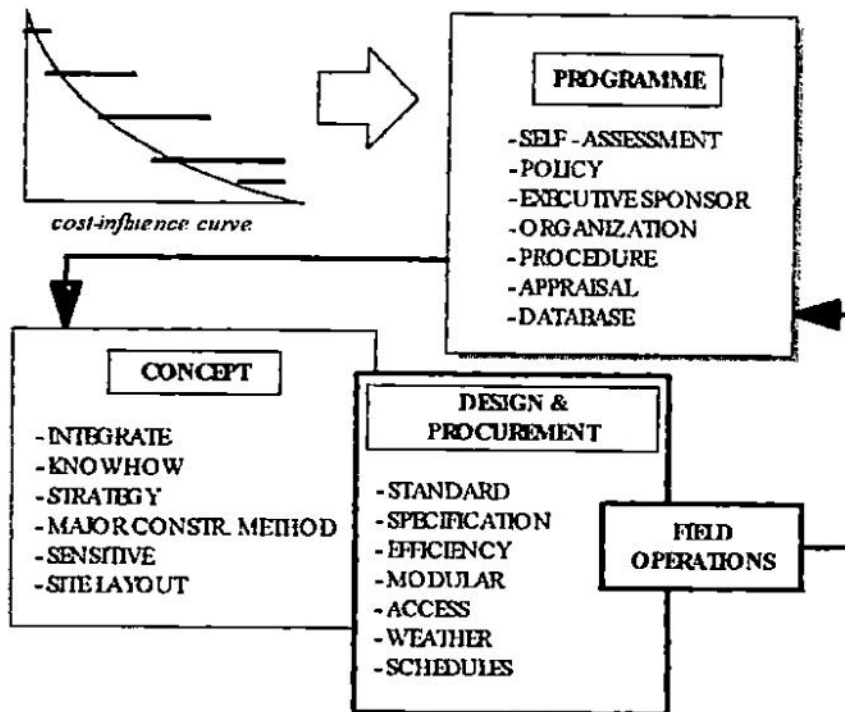 cost-influence curve
PROGRAMME
-SELF-ASSESSMENT
-POLICY
-EXECUTIVE SPONSOR
-ORGANIZATION
-PROCEDURE
-APPRAISAL
-DATABASE
CONCEPT
-INTEGRATE
-KNOWHOW
-STRATEGY
-MAJOR CONSTR. METHOD
-SENSITIVE
-SITE LAYOUT
DESIGN &
PROCUREMENT
-STANDARD
-SPECIFICATION
-EFFICIENCY
-MODULAR
-ACCESS
-WEATHER
-SCHEDULES
FIELD
OPERATIONS